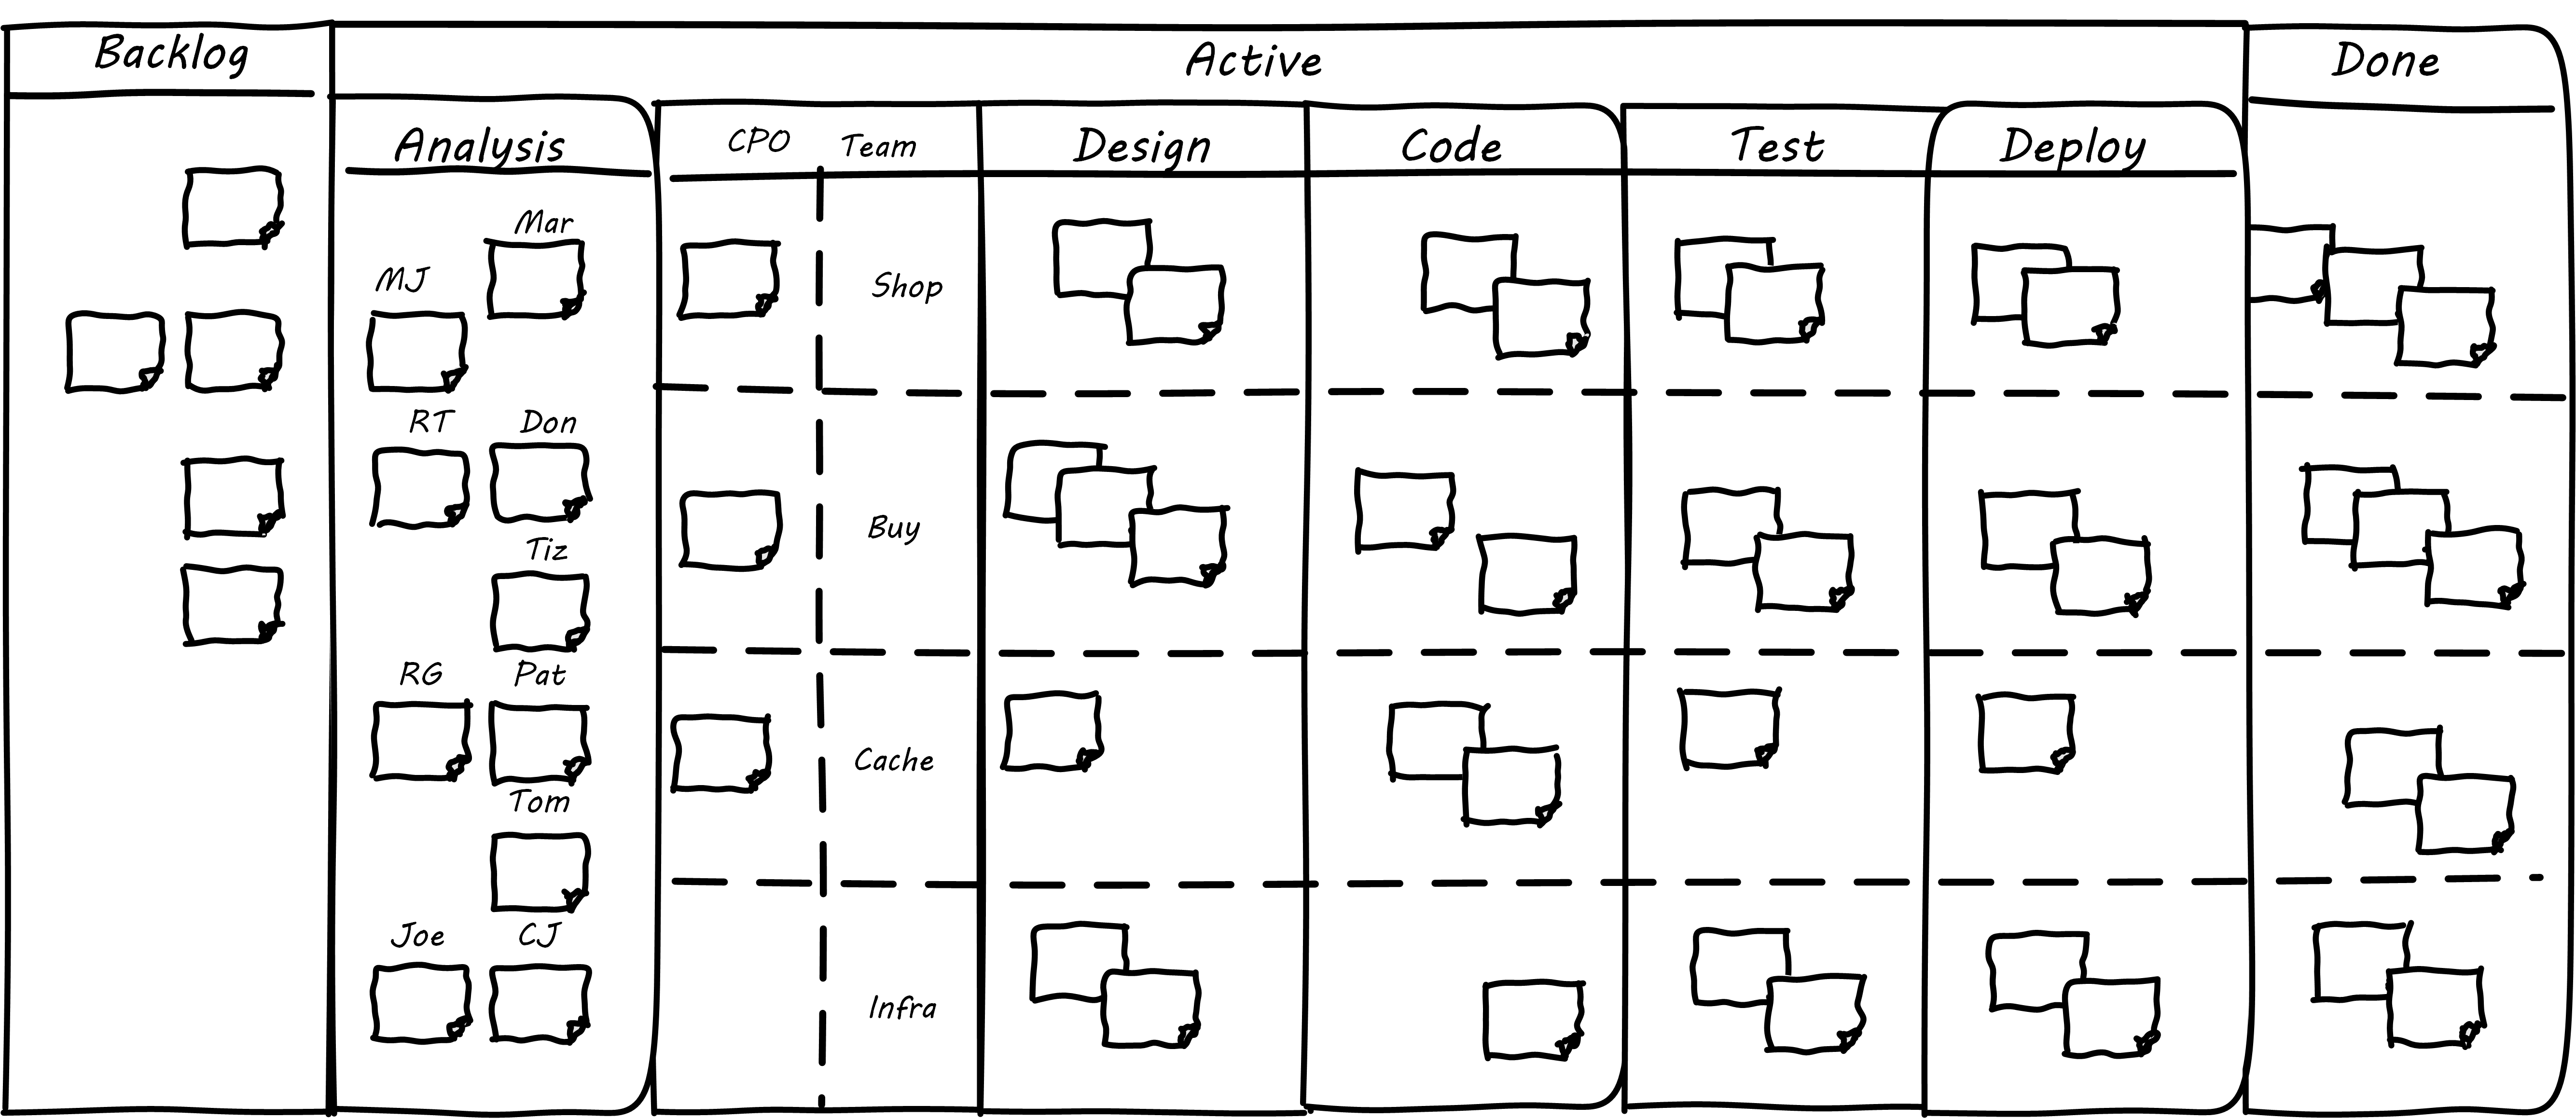 Backlog
Active
Done
Analysis
CPO
Team
Design
Code
Test
Deploy
Mar
MJ
Shop
RT
Don
Buy
Tiz
RG
Pat
Cache
Tom
Joe
CJ
Infra